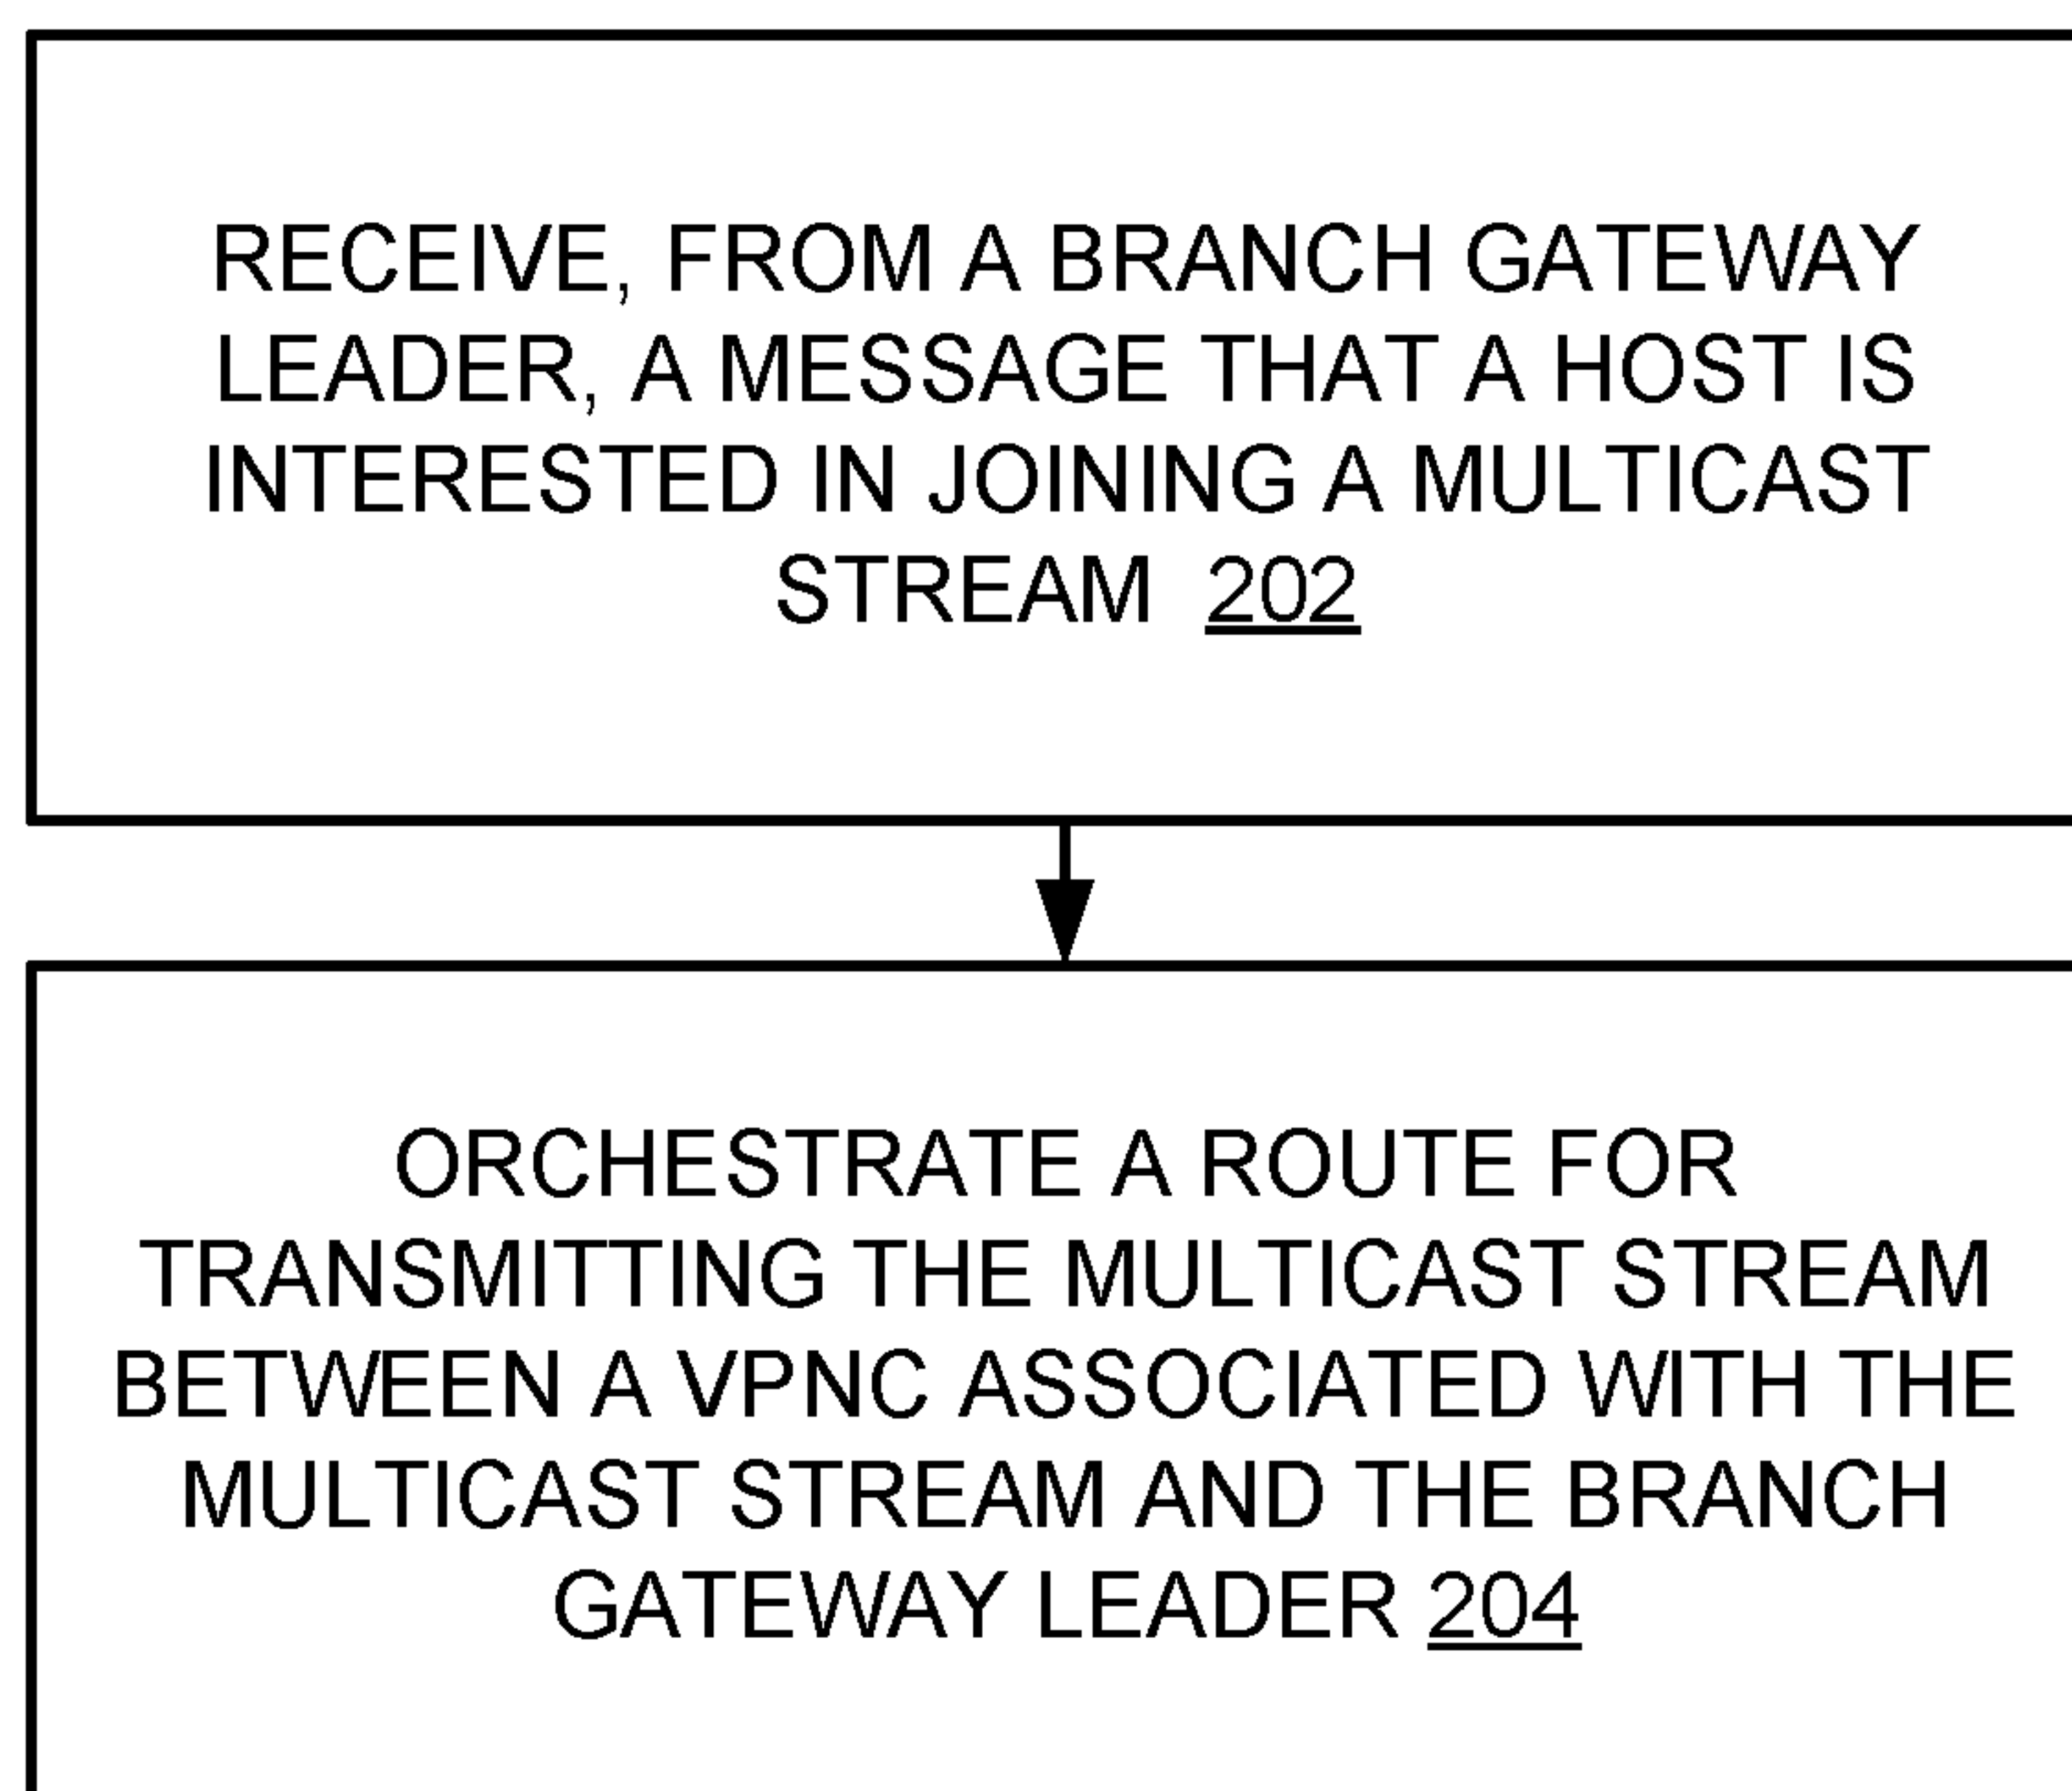 RECEIVE, FROM A BRANCH GATEWAY
LEADER, A MESSAGE THAT A HOST IS
INTERESTED IN JOINING A MULTICAST
STREAM 202
ORCHESTRATE A ROUTE FOR
TRANSMITTING THE MULTICAST STREAM
BETWEEN A VPNC ASSOCIATED WITH THE
MULTICAST STREAM AND THE BRANCH
GATEWAY LEADER 204